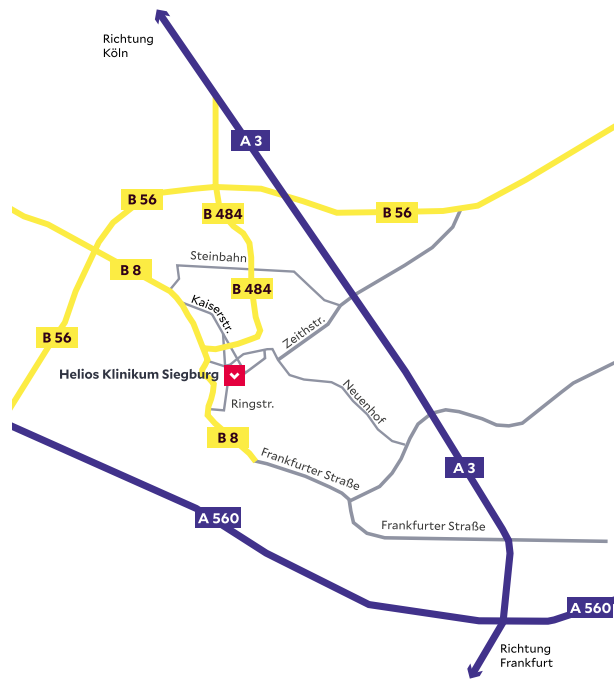 Richtung
Köln
A 3
B 56
B 484
B 56
Steinbahn
B 8
B 484
Kaiserstr.
Zeithstr.
B 56
Helios Klinikum Siegburg
Neuenhof
Ringstr.
B 8
Frankfurter Straße
A 3
A 560
Frankfurter Straße
A 560
Richtung
Frankfurt